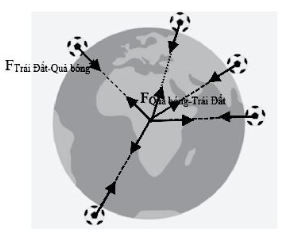 FTrái Đất-Quả bóng
FQuả bóng-Trái Đất